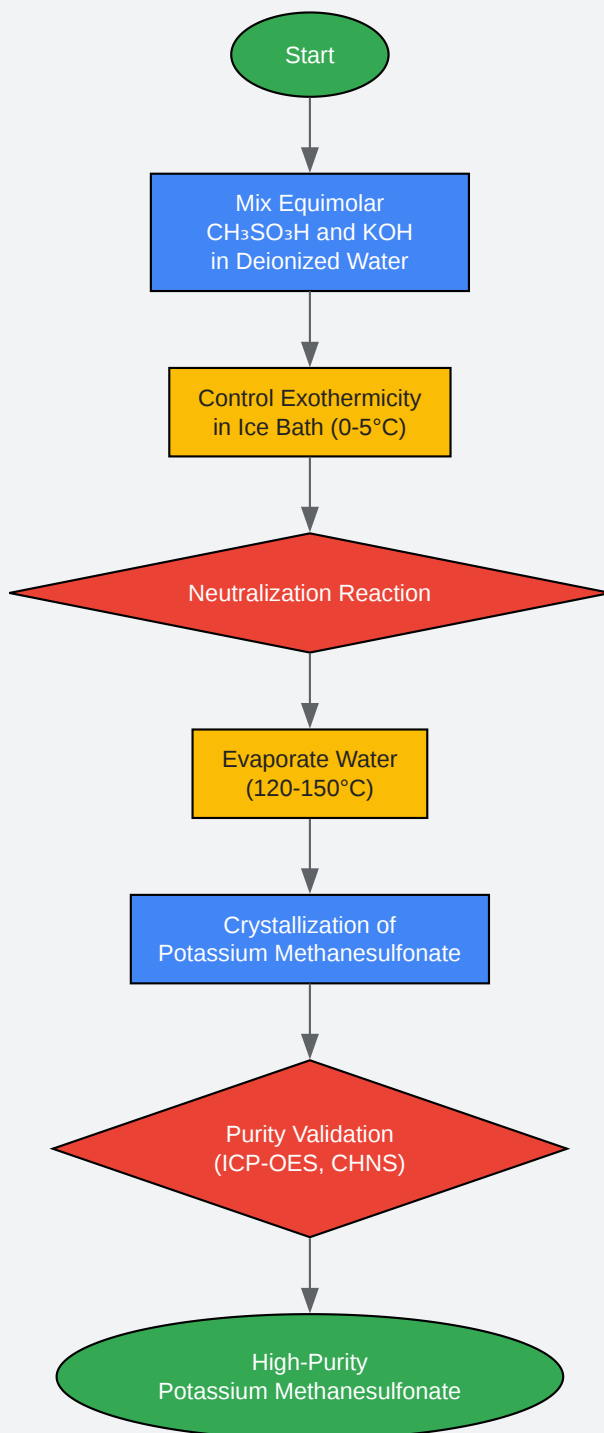 Start
Mix Equimolar
CH₃SO₃H and KOH
in Deionized Water
Control Exothermicity
in Ice Bath (0-5°C)
Neutralization Reaction
Evaporate Water
(120-150°C)
Crystallization of
Potassium Methanesulfonate
Purity Validation
(ICP-OES, CHNS)
High-Purity
Potassium Methanesulfonate